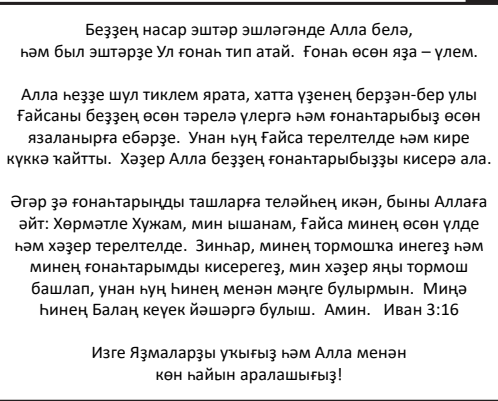 Беҙҙең насар эштәр эшләгәнде Алла белә,
һәм был эштәрҙе Ул ғонаһ тип атай. Ғонаһ өсөн яҙа – үлем.
Алла һеҙҙе шул тиклем ярата, хатта үҙенең берҙән-бер улы
Ғайсаны беҙҙең өсөн тәрелә үлергә һәм ғонаһтарыбыҙ өсөн
язаланырға ебәрҙе. Унан һуң Ғайса терелтелде һәм кире
күккә ҡайтты. Хәҙер Алла беҙҙең ғонаһтарыбыҙҙы кисерә ала.
Әгәр ҙә ғонаһтарыңды ташларға теләйһең икән, быны Аллаға
әйт: Хөрмәтле Хужам, мин ышанам, Ғайса минең өсөн үлде
һәм хәҙер терелтелде. Зинһар, минең тормошҡа инегеҙ һәм
минең ғонаһтарымды кисерегеҙ, мин хәҙер яңы тормош
башлап, унан һуң Һинең менән мәңге булырмын. Миңә
Һинең Балаң кеүек йәшәргә булыш. Амин. Иван 3:16
Изге Яҙмаларҙы уҡығыҙ һәм Алла менән
көн һайын аралашығыҙ!